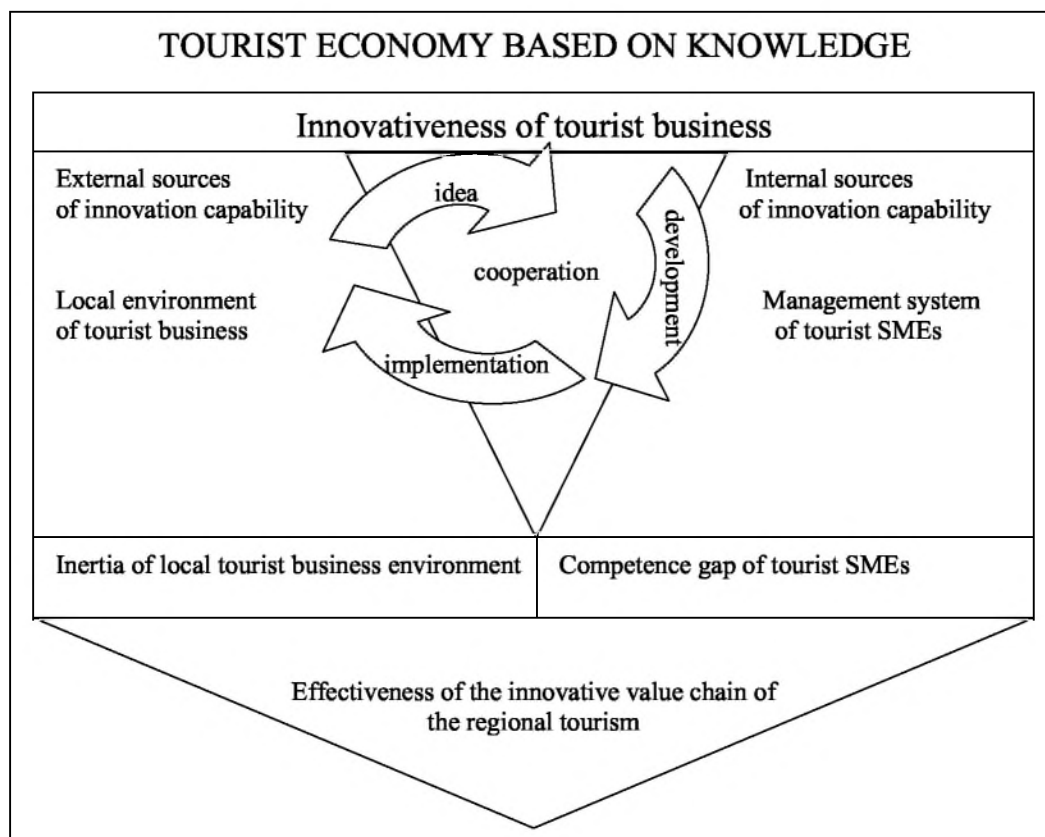 TOURIST ECONOMY BASED ON KNOWLEDGE
Innovativeness of tourist business
External sources
of innovation capability
idea
development
Internal sources
of innovation capability
cooperation
Local environment
of tourist business
implementation
Management system
of tourist SMEs
Inertia of local tourist business environment
Competence gap of tourist SMEs
Effectiveness of the innovative value chain of
the regional tourism